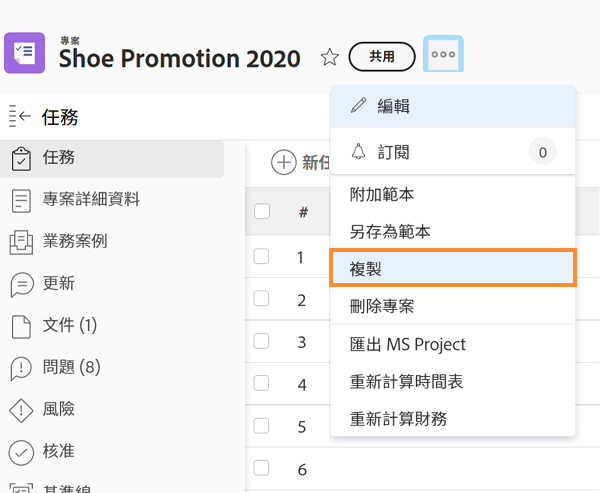 專案
Shoe Promotion 2020
共用
任務
編輯
訂閱
0
附加範本
另存為範本
複製
刪除專案
匯出 MS Project
重新計算時間表
重新計算財務
任務
專案詳細資料
業務案例
更新
文件 (1)
問題 (8)
風險
核准
基準線
新任
#
1
2
3
4
5
6